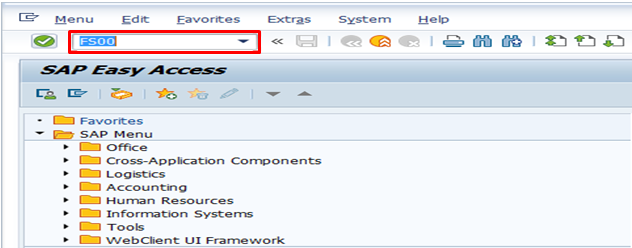 Menu Edit Favorites Extras System Help
FS00
SAP Easy Access
Favorites
SAP Menu
Office
Cross-Application Components
Logistics
Accounting
Human Resources
Information Systems
Tools
WebClient UI Framework